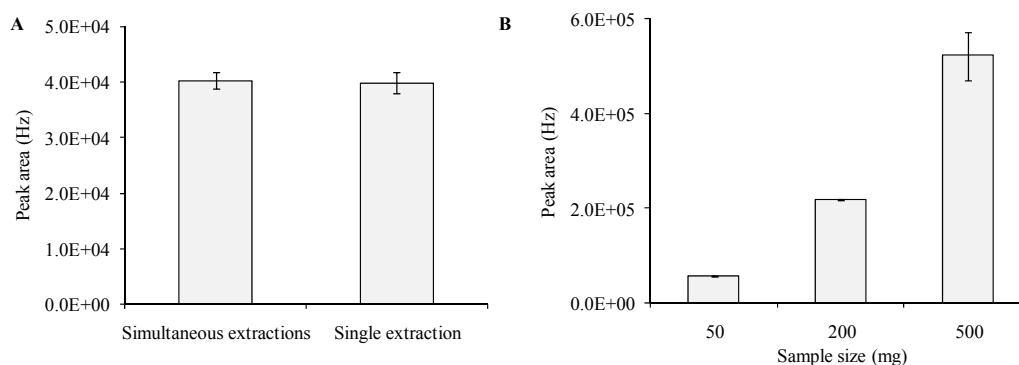 A
Peak area (Hz)
5.0E+04
4.0E+04
3.0E+04
2.0E+04
1.0E+04
0.0E+00
Simultaneous extractions
Single extraction
B
Peak area (Hz)
6.0E+05
4.0E+05
2.0E+05
0.0E+00
50
200
500
Sample size (mg)